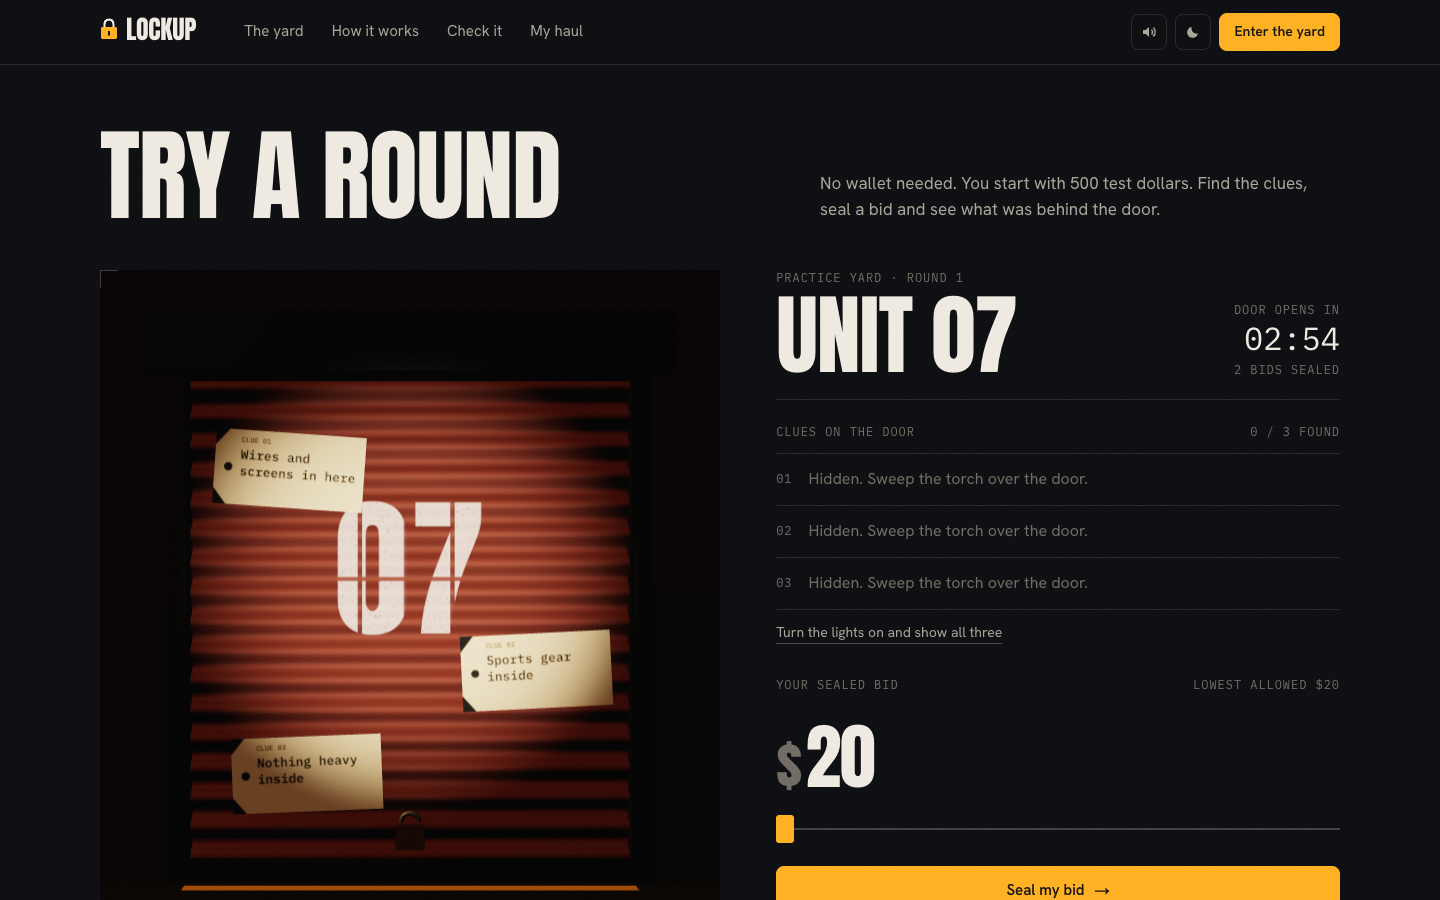 LOCKUP
The yard
How it works
Check it
My haul
Enter the yard
TRY A ROUND
No wallet needed. You start with 500 test dollars. Find the clues,
seal a bid and see what was behind the door.
CLUE 01
Wires and
screens in here
07
CLUE 02
Sports gear
inside
CLUE 03
Nothing heavy
inside
PRACTICE YARD · ROUND 1
UNIT 07
DOOR OPENS IN
02:54
2 BIDS SEALED
CLUES ON THE DOOR
0 / 3 FOUND
01 Hidden. Sweep the torch over the door.
02 Hidden. Sweep the torch over the door.
03 Hidden. Sweep the torch over the door.
Turn the lights on and show all three
YOUR SEALED BID
LOWEST ALLOWED $20
$20
Seal my bid →